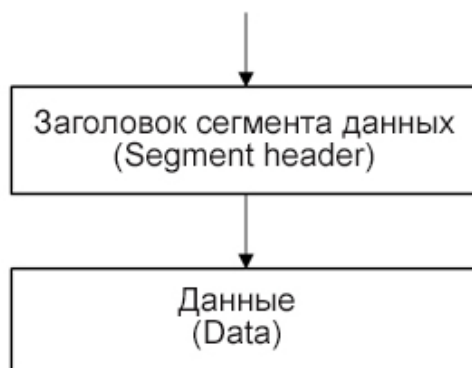 Заголовок сегмента данных
(Segment header)
Данные
(Data)